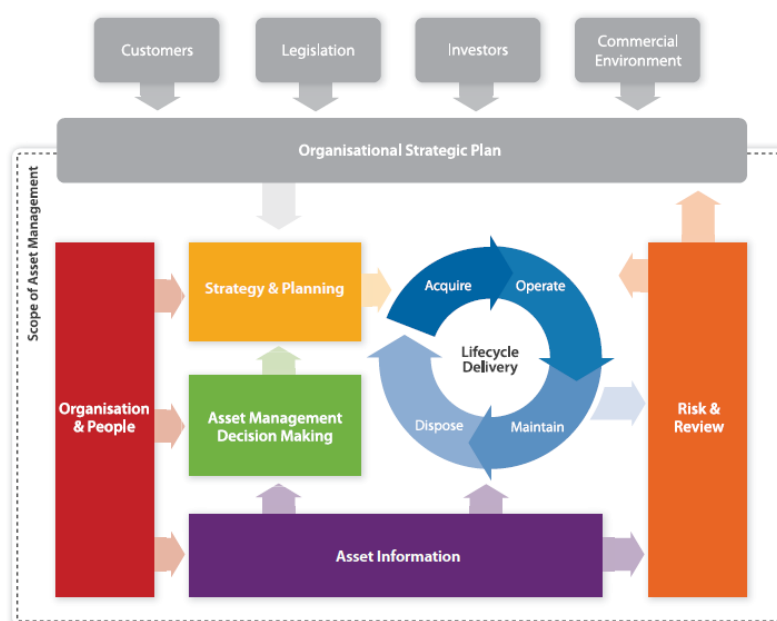 Customers
Legislation
Investors
Commercial
Environment
Organisational Strategic Plan
Scope of Asset Management
Strategy & Planning
Acquire
Operate
Lifecycle
Delivery
Organisation
& People
Asset Management
Decision Making
Dispose
Maintain
Risk &
Review
Asset Information